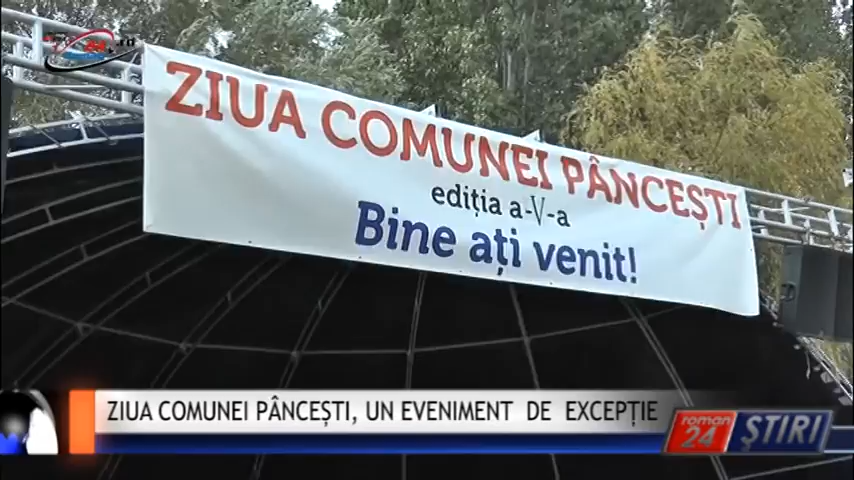 ZIUA COMUNEI PÂNCEȘTI
ediția a-V-a
Bine ați venit!
ZIUA COMUNEI PÂNCEȘTI, UN EVENIMENT DE EXCEPȚIE
roman
24
ȘTIRI